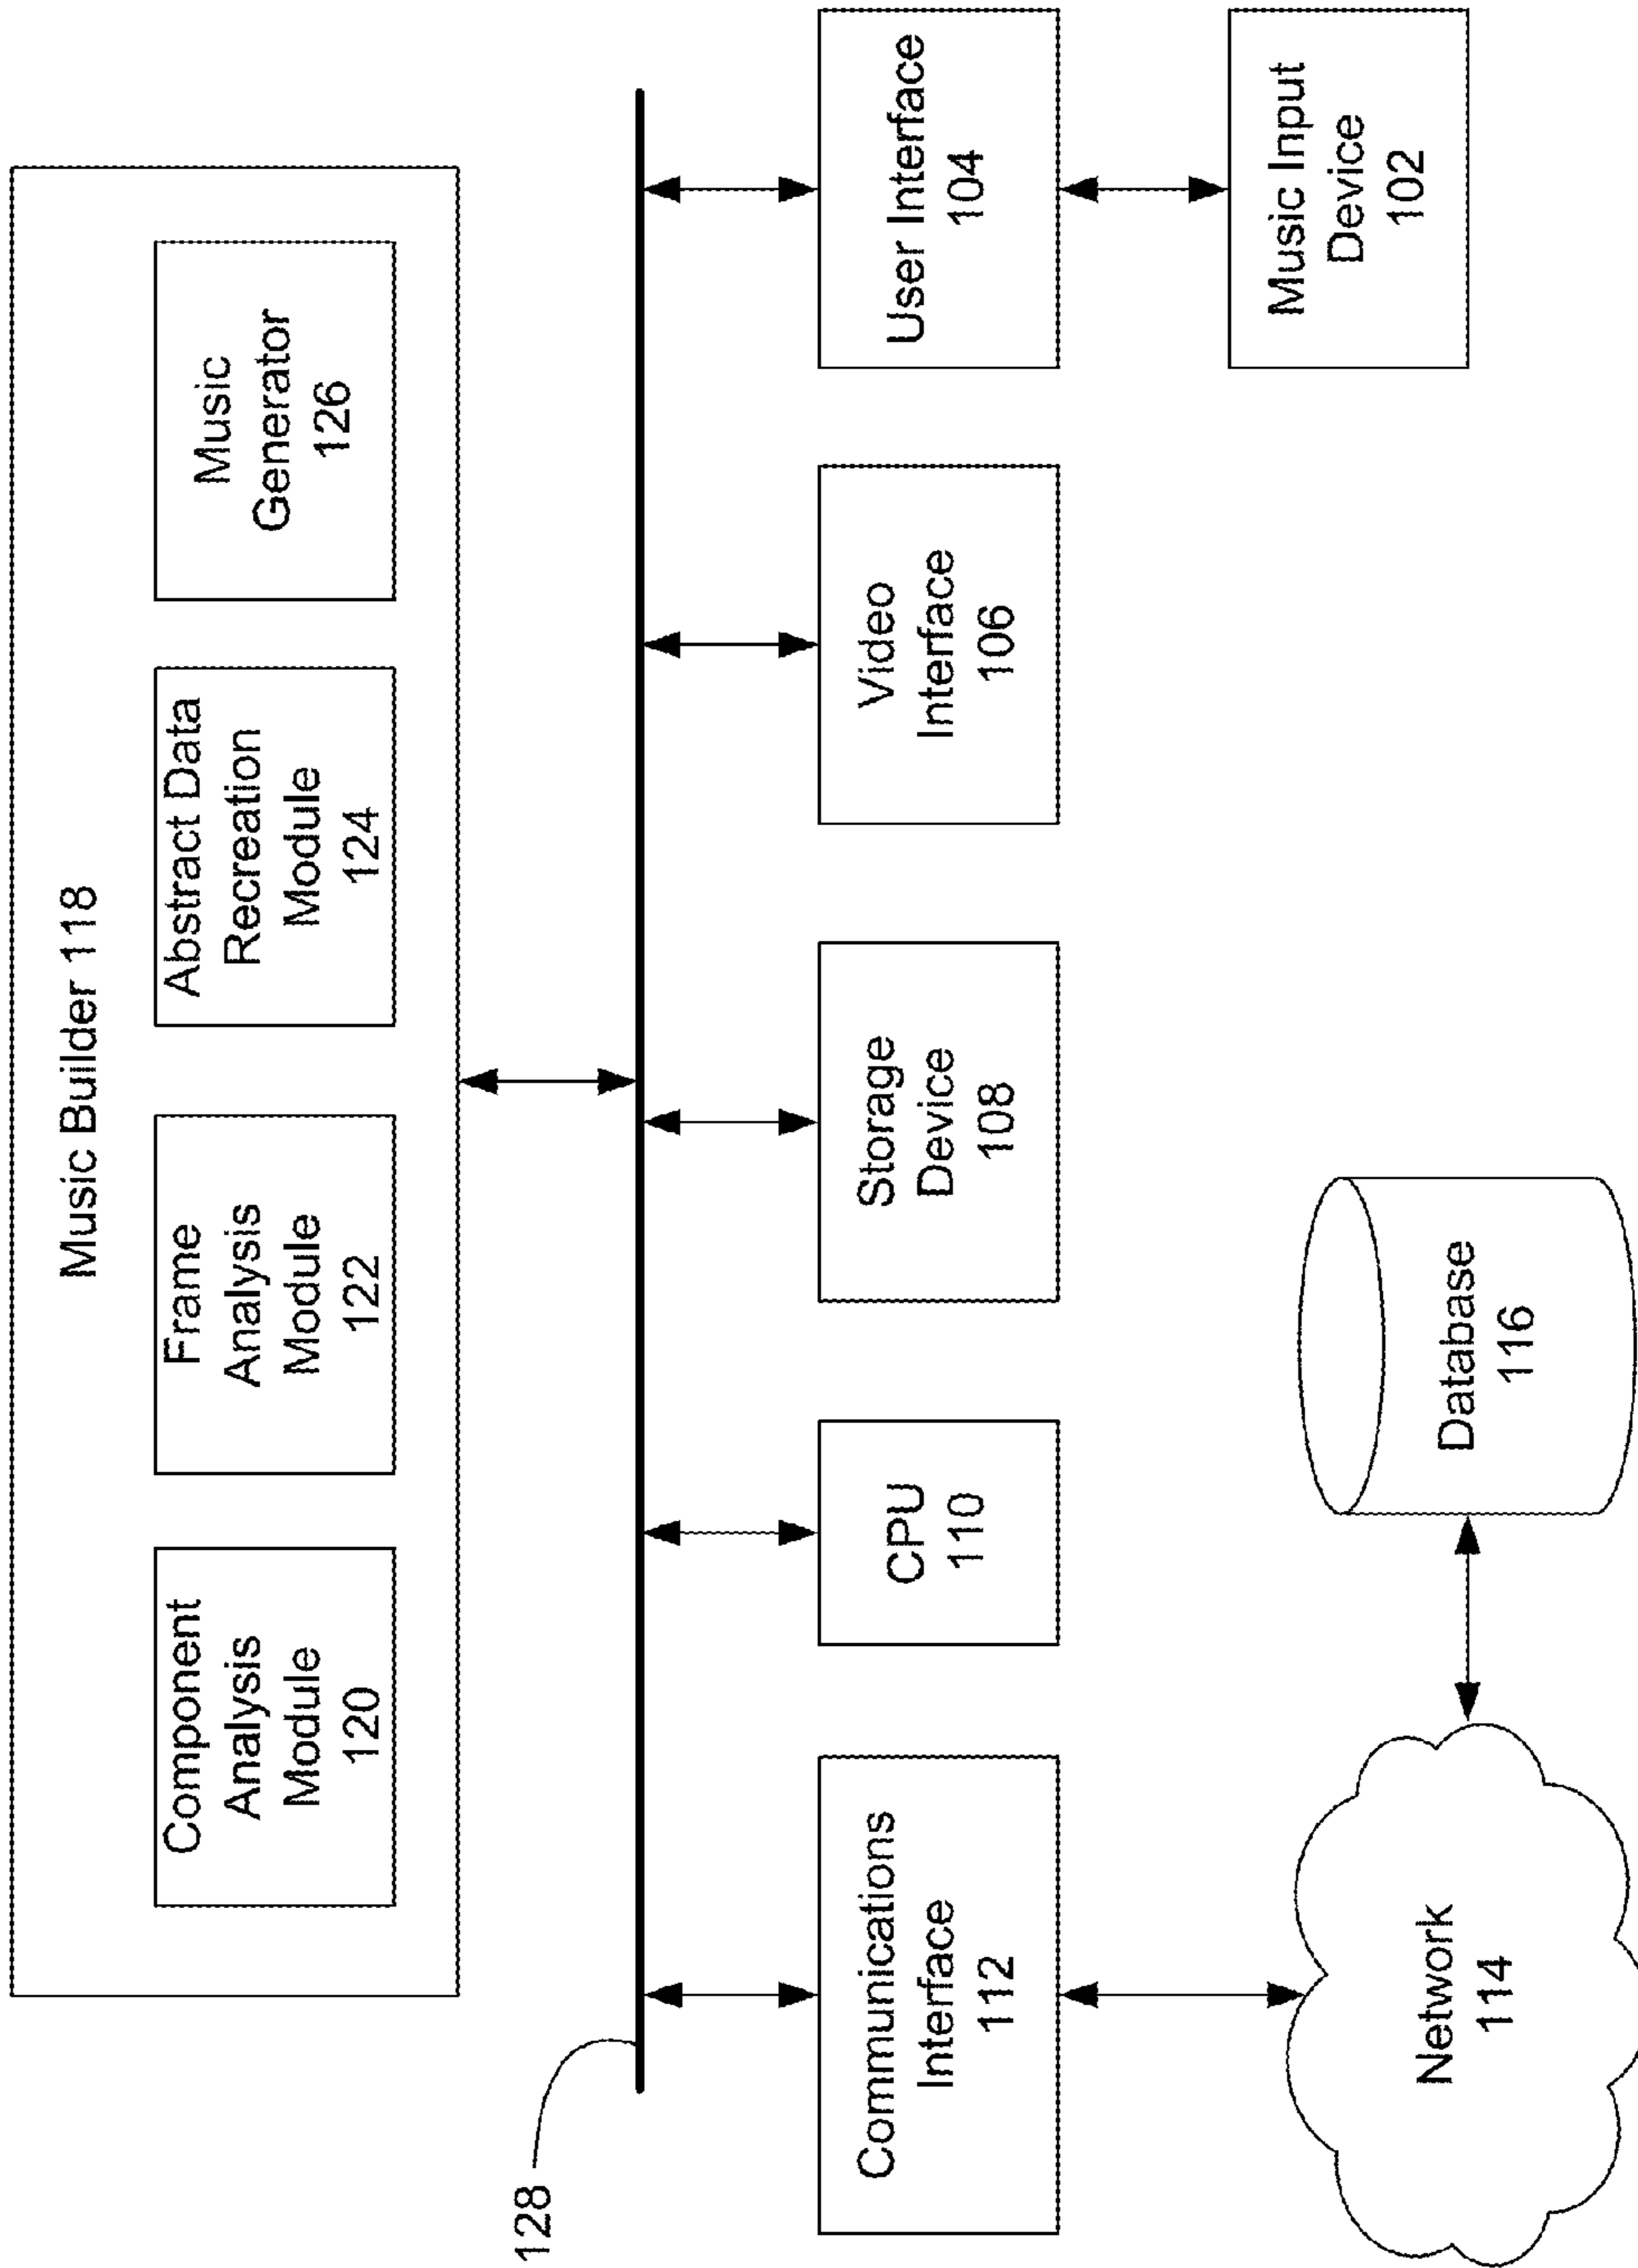 Music Builder 118
Component
Analysis
Module
120
Frame
Analysis
Module
122
Abstract Data
Recreation
Module
124
Music
Generator
126
128
Communications
Interface
112
CPU
110
Storage
Device
108
Video
Interface
106
User Interface
104
Network
114
Database
116
Music Input
Device
102